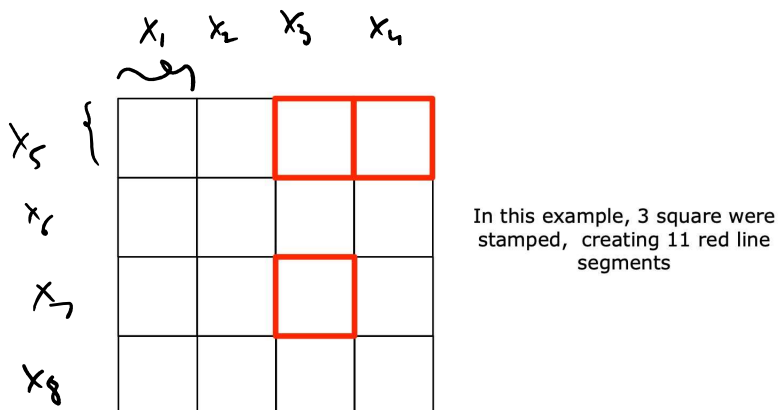 X₁ X₂ X₃ X₄
X₅
X₆
X₇
X₈
In this example, 3 square were
stamped, creating 11 red line
segments